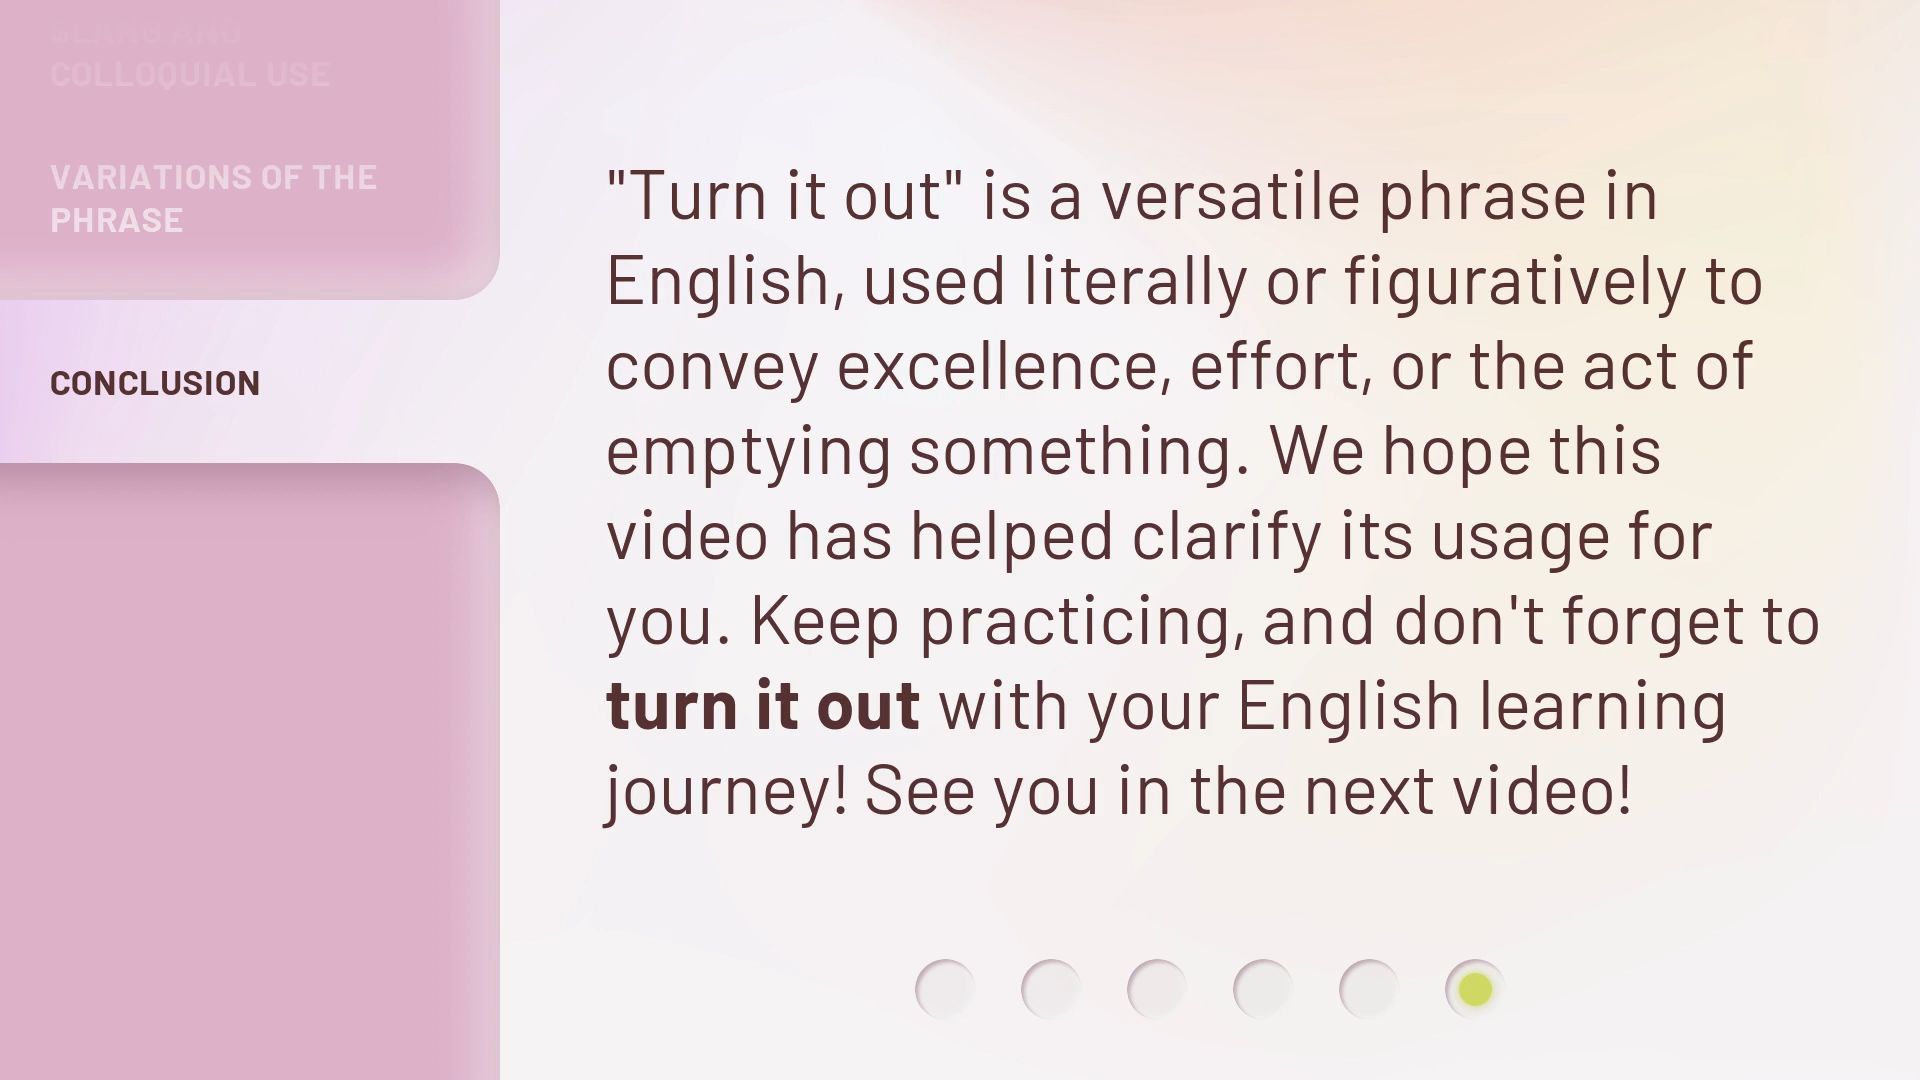 COLLOQUIAL USE
VARIATIONS OF THE
PHRASE
CONCLUSION
"Turn it out" is a versatile phrase in
English, used literally or figuratively to
convey excellence, effort, or the act of
emptying something. We hope this
video has helped clarify its usage for
you. Keep practicing, and don't forget to
turn it out with your English learning
journey! See you in the next video!